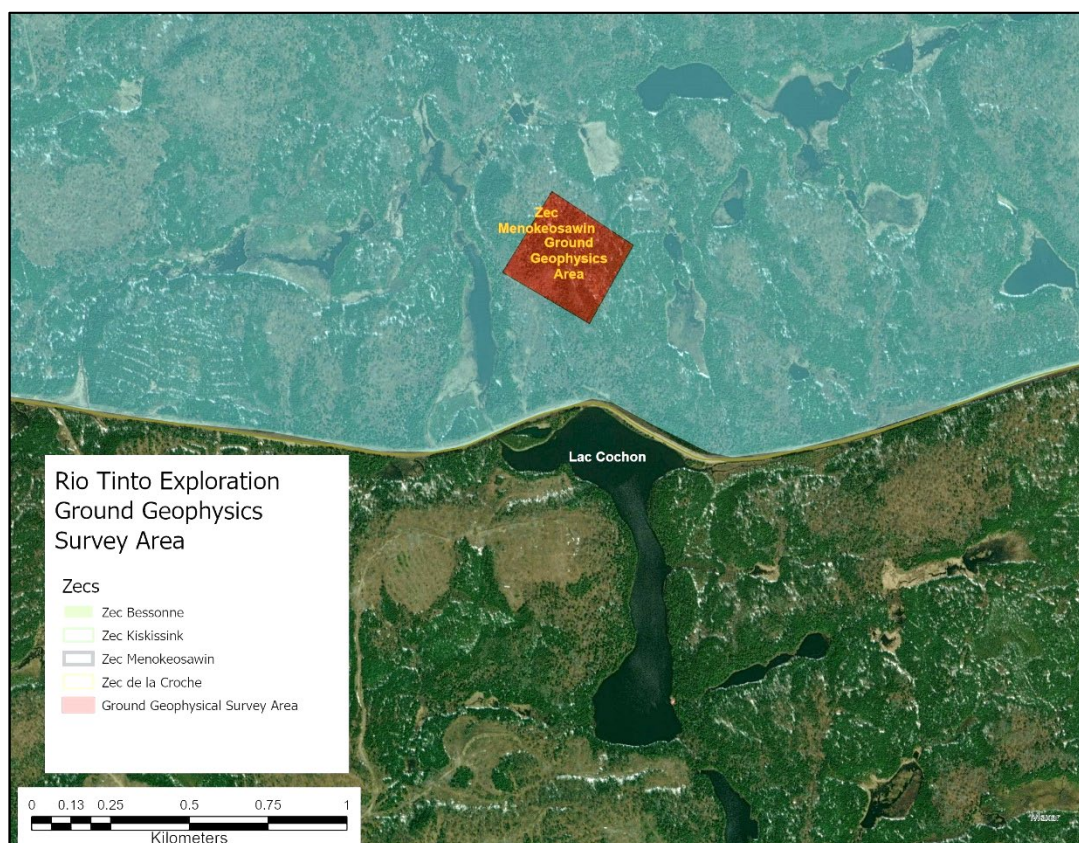 Zec
Menokeosawin
Ground
Geophysics
Area
Lac Cochon
Rio Tinto Exploration
Ground Geophysics
Survey Area
Zecs
Zec Bessonne
Zec Kiskissink
Zec Menokeosawin
Zec de la Croche
Ground Geophysical Survey Area
0 0.13 0.25 0.5 0.75 1
Kilometers
Maxar